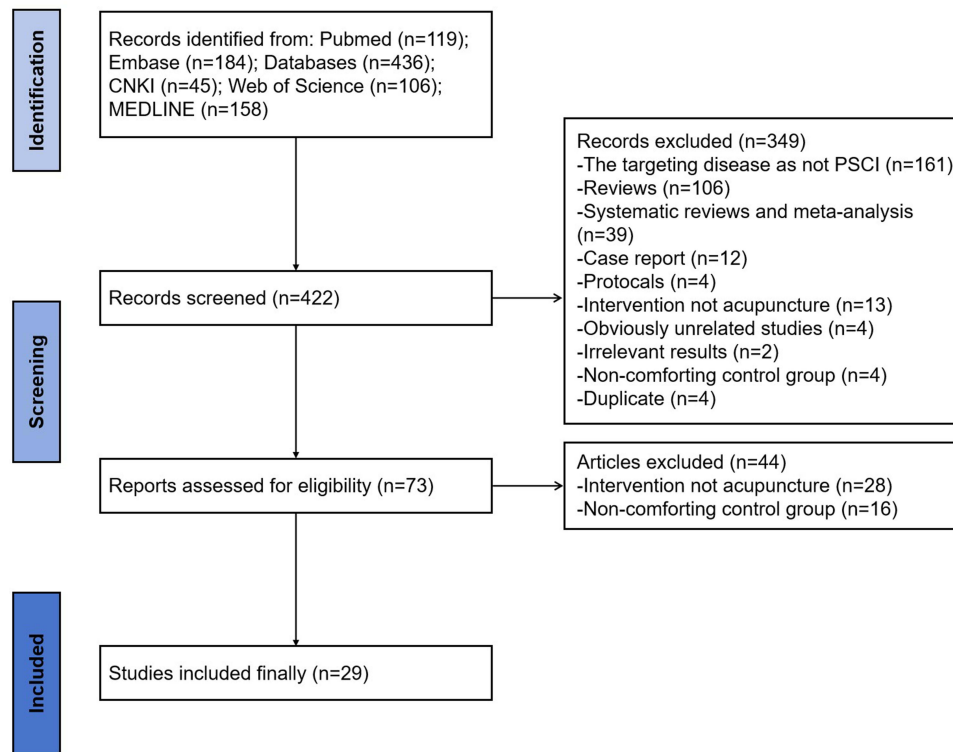 Identification
Records identified from: Pubmed (n=119);
Embase (n=184); Databases (n=436);
CNKI (n=45); Web of Science (n=106);
MEDLINE (n=158)
Records excluded (n=349)
-The targeting disease as not PSCI (n=161)
-Reviews (n=106)
-Systematic reviews and meta-analysis
(n=39)
-Case report (n=12)
-Protocals (n=4)
-Intervention not acupuncture (n=13)
-Obviously unrelated studies (n=4)
-Irrelevant results (n=2)
-Non-comforting control group (n=4)
-Duplicate (n=4)
Screening
Records screened (n=422)
Reports assessed for eligibility (n=73)
Articles excluded (n=44)
-Intervention not acupuncture (n=28)
-Non-comforting control group (n=16)
Included
Studies included finally (n=29)